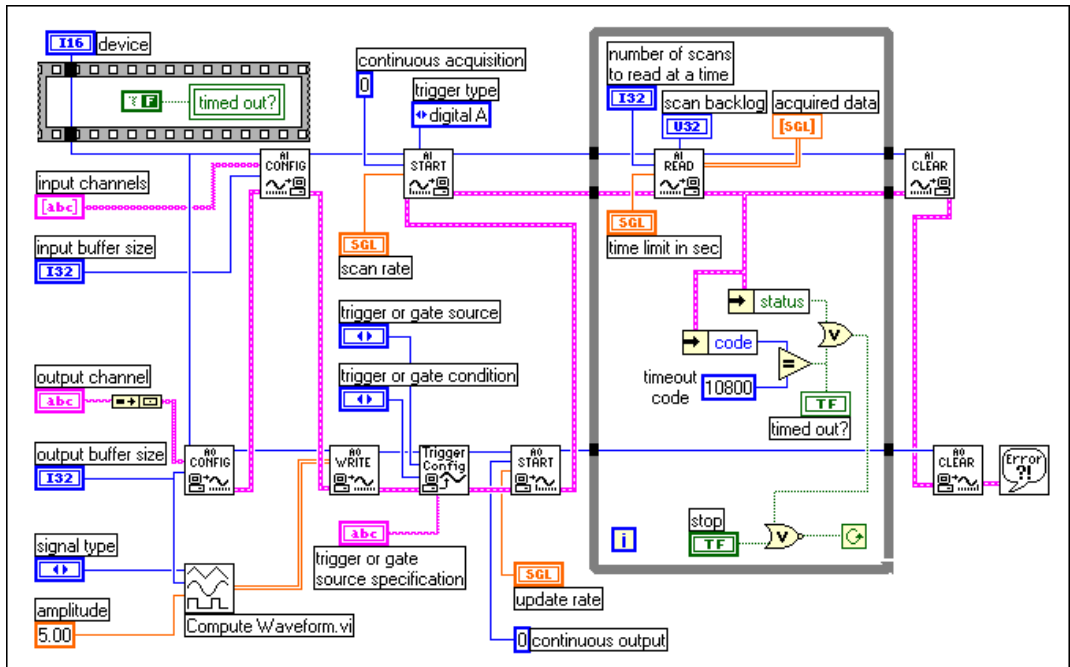 I16 device
F timed out?
continuous acquisition
0
trigger type
digital A
number of scans
to read at a time
I32
scan backlog
U32
acquired data
[SGL]
AI
CONFIG
AI
START
AI
READ
AI
CLEAR
input channels
[abc]
input buffer size
I32
SGL
scan rate
SGL
time limit in sec
status
code
timeout
code
10800
=
V
TF
timed out?
trigger or gate source
trigger or gate condition
output channel
abc
output buffer size
I32
AO
CONFIG
AO
WRITE
Trigger
Config
AO
START
AO
CLEAR
Error
?!
abc
trigger or gate
source specification
signal type
amplitude
5.00
Compute Waveform.vi
SGL
update rate
0 continuous output
i
stop
TF
V